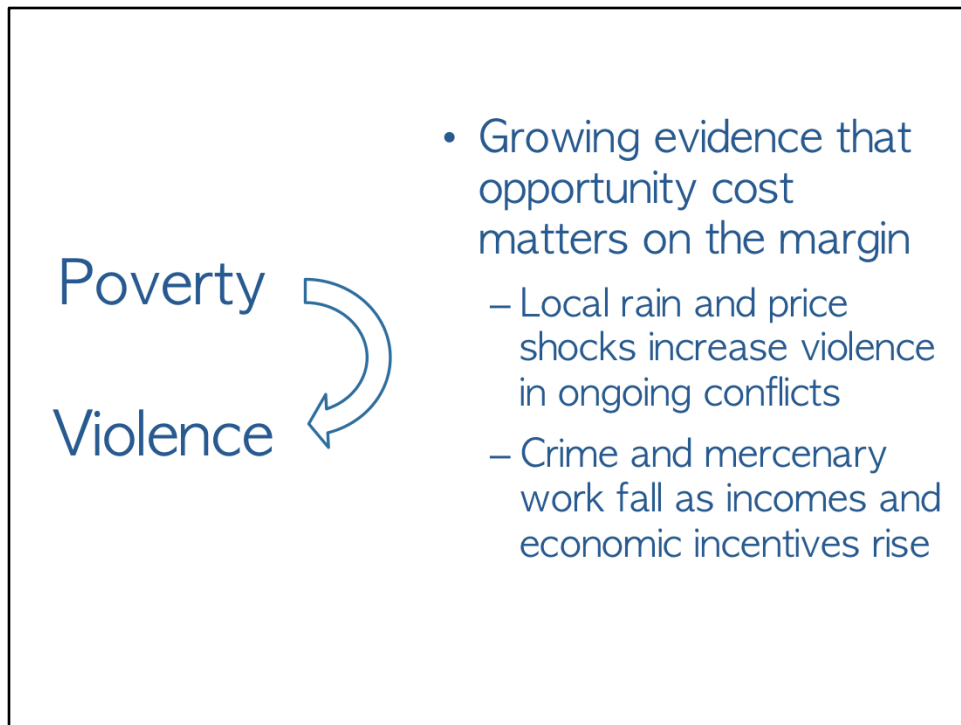 Poverty
Violence
• Growing evidence that
opportunity cost
matters on the margin
– Local rain and price
shocks increase violence
in ongoing conflicts
– Crime and mercenary
work fall as incomes and
economic incentives rise